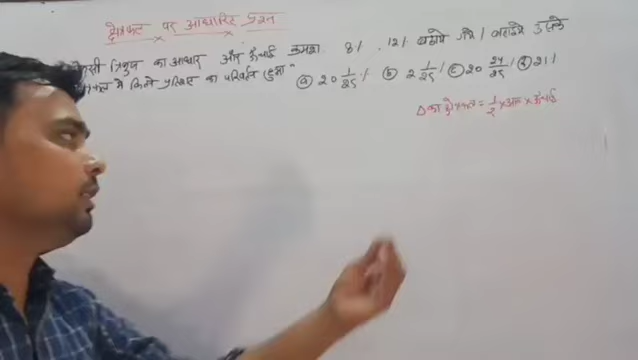 क्षेत्रफल पर आधारित प्रश्न
किसी त्रिभुज का आधार और ऊँचाई क्रमशः 8% , 12% बढ़ाये गये। बताइये उसके
में कितने प्रतिशत का परिवर्तन हुआ
(a) 20 1/25 % (b) 2 1/25 % (c) 20 24/25 (d) 21%
Δ का क्षेत्रफल = 1/2 × आधार × ऊँचाई